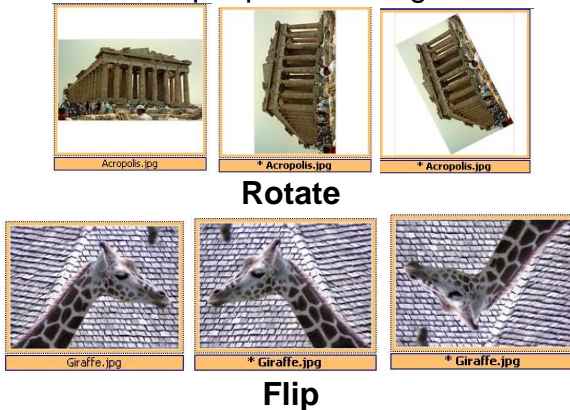 Acropolis.jpg
* Acropolis.jpg
* Acropolis.jpg
Rotate
Giraffe.jpg
* Giraffe.jpg
* Giraffe.jpg
Flip